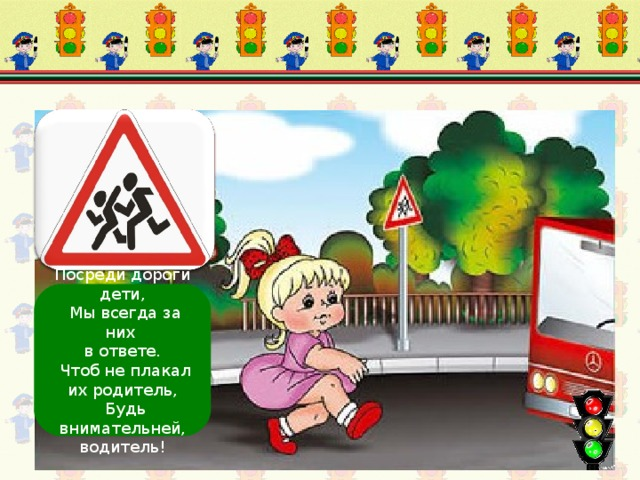 Посреди дороги
дети,
Мы всегда за
них
в ответе.
Чтоб не плакал
их родитель,
Будь
внимательней,
водитель!